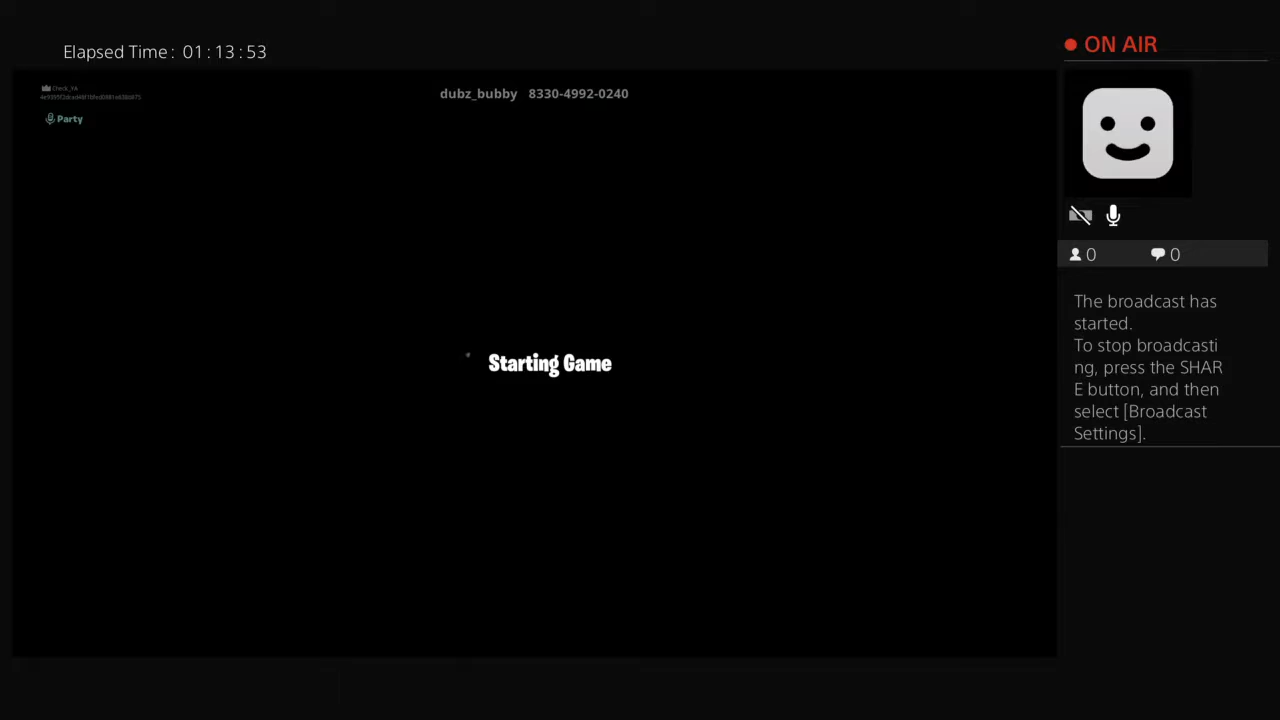 Elapsed Time: 01:13:53
ON AIR
Check_YA
dubz_bubby 8330-4992-0240
Party
0 0
Starting Game
The broadcast has
started.
To stop broadcasti
ng, press the SHAR
E button, and then
select [Broadcast
Settings].